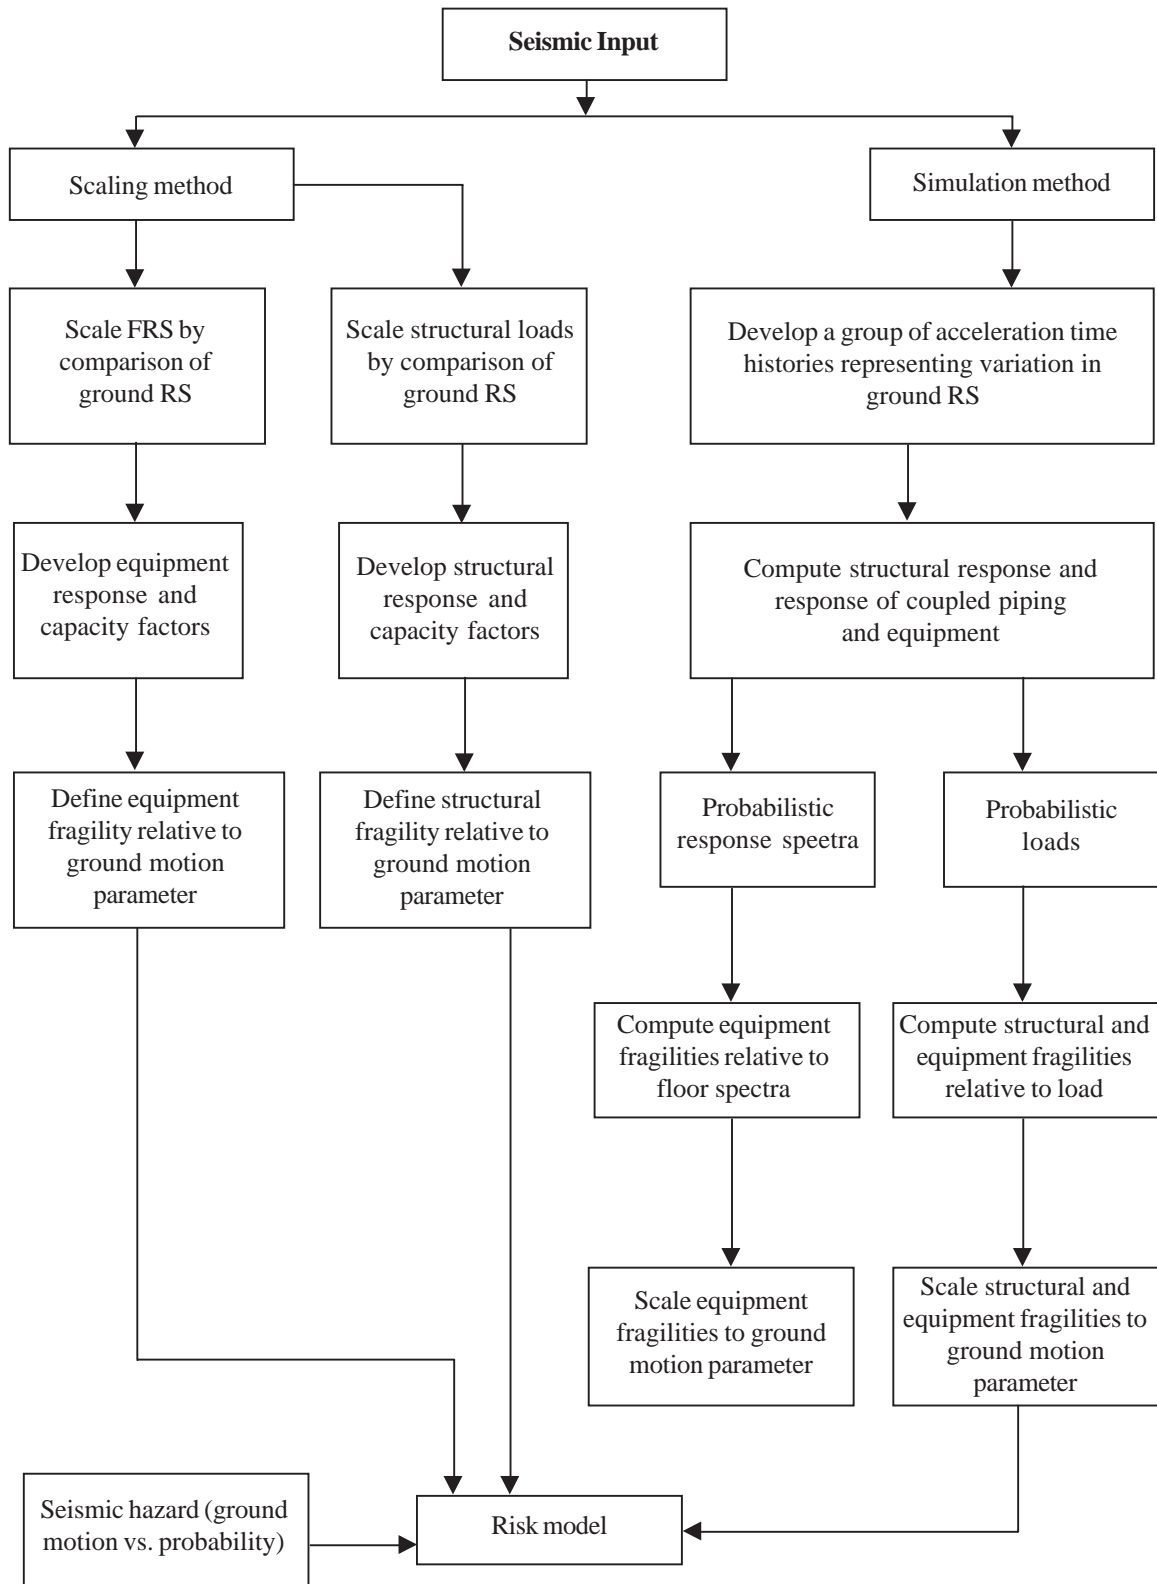 Seismic Input
Scaling method
Simulation method
Scale FRS by
comparison of
ground RS
Scale structural loads
by comparison of
ground RS
Develop a group of acceleration time
histories representing variation in
ground RS
Develop equipment
response and
capacity factors
Develop structural
response and
capacity factors
Compute structural response and
response of coupled piping
and equipment
Define equipment
fragility relative to
ground motion
parameter
Define structural
fragility relative to
ground motion
parameter
Probabilistic
response speetra
Probabilistic
loads
Compute equipment
fragilities relative to
floor spectra
Compute structural and
equipment fragilities
relative to load
Scale equipment
fragilities to ground
motion parameter
Scale structural and
equipment fragilities to
ground motion
parameter
Seismic hazard (ground
motion vs. probability)
Risk model